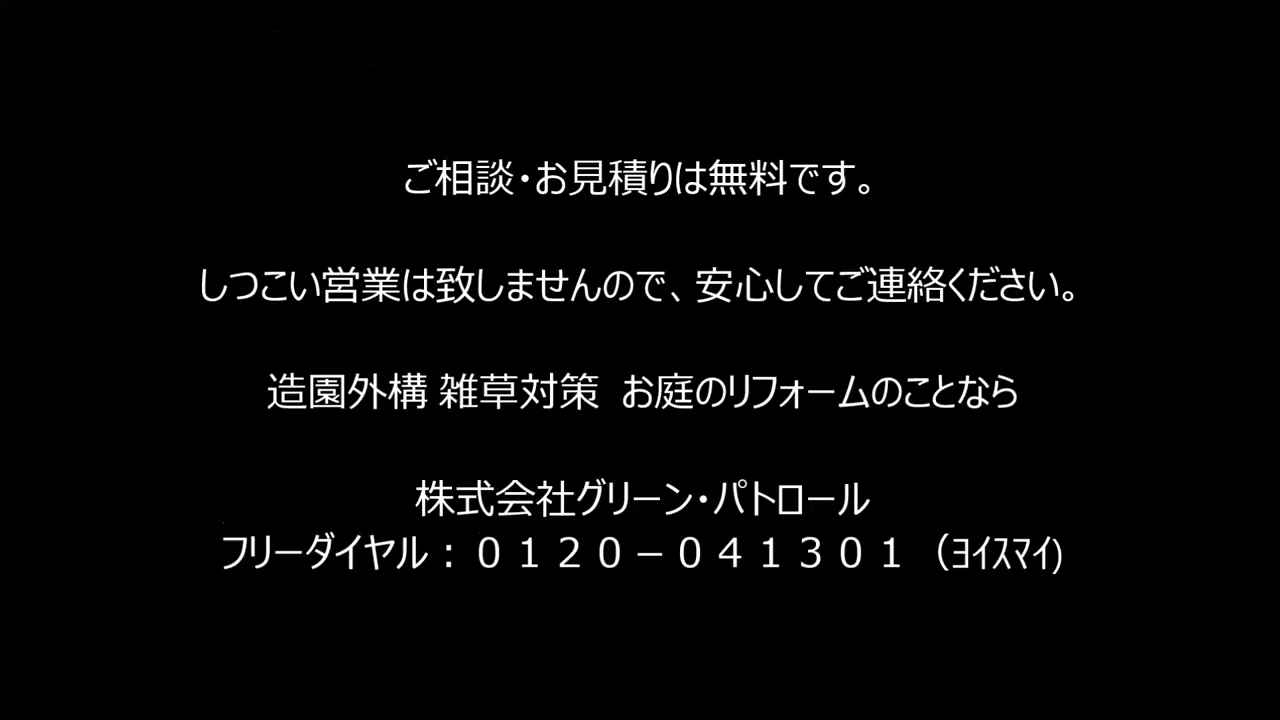 ご相談・お見積りは無料です。
しつこい営業は致しませんので、安心してご連絡ください。
造園外構 雑草対策  お庭のリフォームのことなら
株式会社グリーン・パトロール
フリーダイヤル：０１２０－０４１３０１（ﾖｲｽﾏｲ)